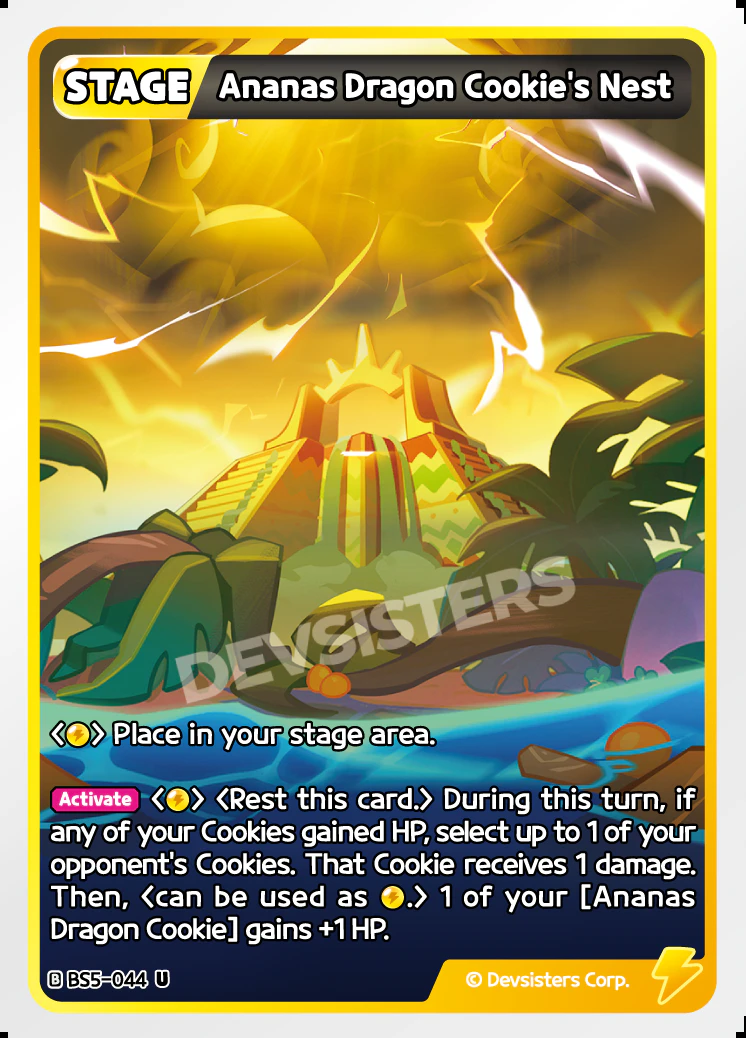 STAGE Ananas Dragon Cookie's Nest
DEVSISTERS
<> Place in your stage area.
Activate <> <Rest this card.> During this turn, if
any of your Cookies gained HP, select up to 1 of your
opponent's Cookies. That Cookie receives 1 damage.
Then, <can be used as .> 1 of your [Ananas
Dragon Cookie] gains +1 HP.
B BS5-044 U
© Devsisters Corp.